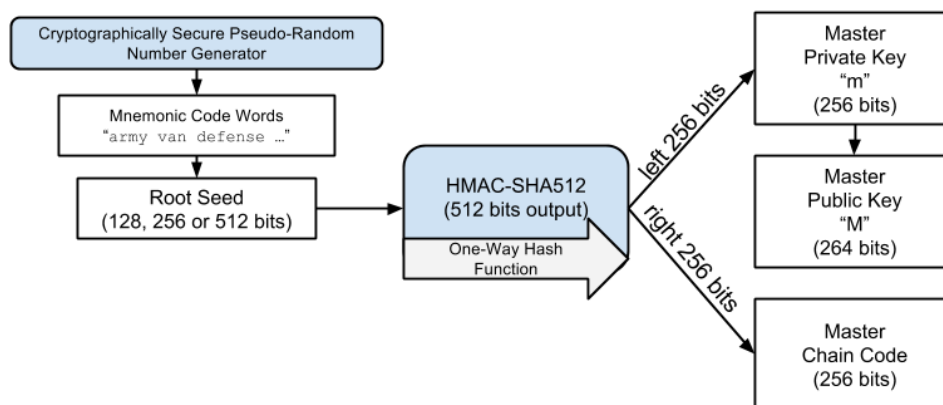 Cryptographically Secure Pseudo-Random
Number Generator
Mnemonic Code Words
“army van defense …”
Root Seed
(128, 256 or 512 bits)
HMAC-SHA512
(512 bits output)
One-Way Hash
Function
left 256 bits
right 256 bits
Master
Private Key
“m”
(256 bits)
Master
Public Key
“M”
(264 bits)
Master
Chain Code
(256 bits)